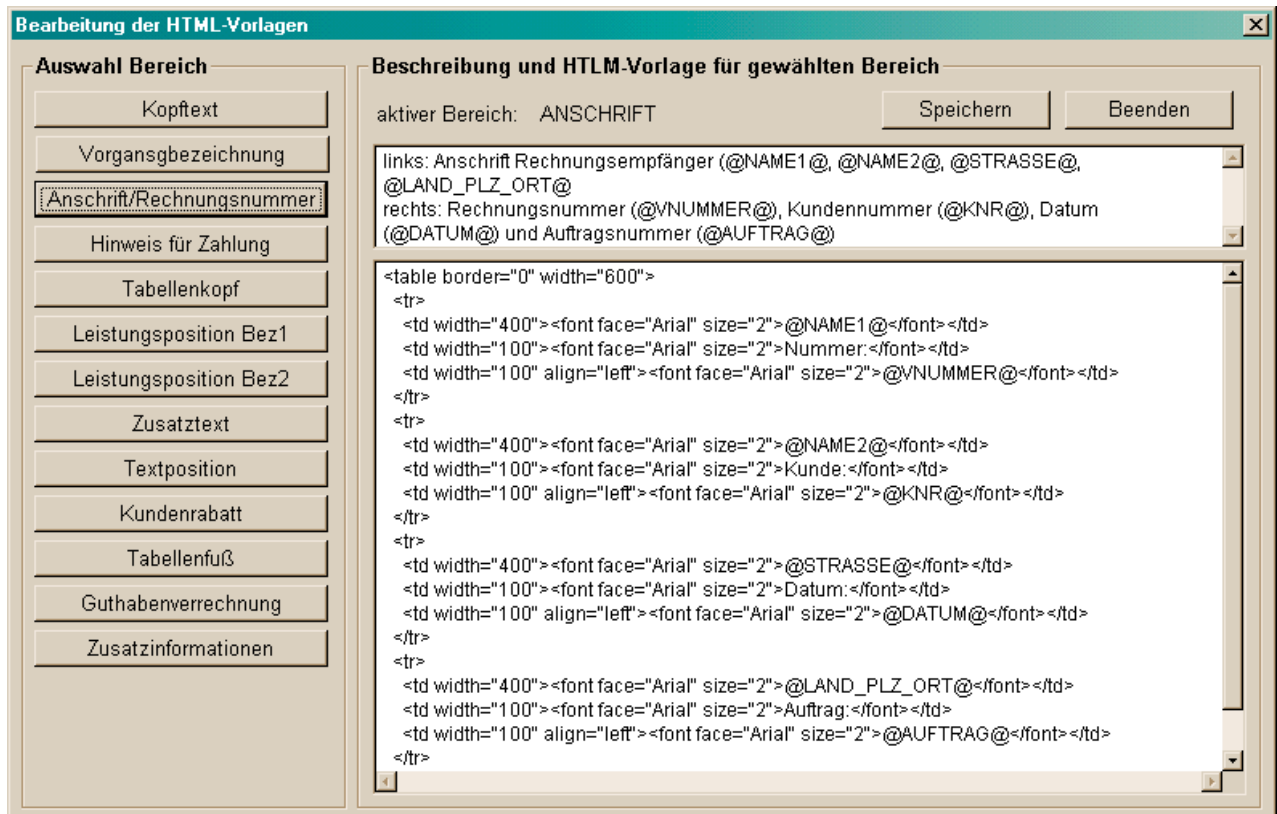 Bearbeitung der HTML-Vorlagen
Auswahl Bereich
Kopftext
Vorgansgbezeichnung
Anschrift/Rechnungsnummer
Hinweis für Zahlung
Tabellenkopf
Leistungsposition Bez1
Leistungsposition Bez2
Zusatztext
Textposition
Kundenrabatt
Tabellenfuß
Guthabenverrechnung
Zusatzinformationen
Beschreibung und HTLM-Vorlage für gewählten Bereich
aktiver Bereich: ANSCHRIFT
Speichern
Beenden
links: Anschrift Rechnungsempfänger (@NAME1@, @NAME2@, @STRASSE@,
@LAND_PLZ_ORT@
rechts: Rechnungsnummer (@VNUMMER@), Kundennummer (@KNR@), Datum
(@DATUM@) und Auftragsnummer (@AUFTRAG@)
<table border="0" width="600">
<tr>
<td width="400"><font face="Arial" size="2">@NAME1@</font></td>
<td width="100"><font face="Arial" size="2">Nummer:</font></td>
<td width="100" align="left"><font face="Arial" size="2">@VNUMMER@</font></td>
</tr>
<tr>
<td width="400"><font face="Arial" size="2">@NAME2@</font></td>
<td width="100"><font face="Arial" size="2">Kunde:</font></td>
<td width="100" align="left"><font face="Arial" size="2">@KNR@</font></td>
</tr>
<tr>
<td width="400"><font face="Arial" size="2">@STRASSE@</font></td>
<td width="100"><font face="Arial" size="2">Datum:</font></td>
<td width="100" align="left"><font face="Arial" size="2">@DATUM@</font></td>
</tr>
<tr>
<td width="400"><font face="Arial" size="2">@LAND_PLZ_ORT@</font></td>
<td width="100"><font face="Arial" size="2">Auftrag:</font></td>
<td width="100" align="left"><font face="Arial" size="2">@AUFTRAG@</font></td>
</tr>